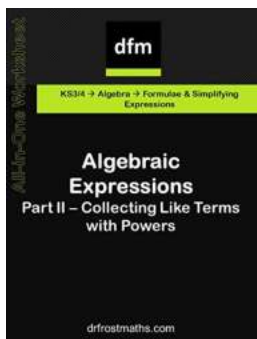 dfm
KS3/4 → Algebra → Formulae & Simplifying
Expressions
All-In-One Worksheet
Algebraic
Expressions
Part II – Collecting Like Terms
with Powers
drfrostmaths.com